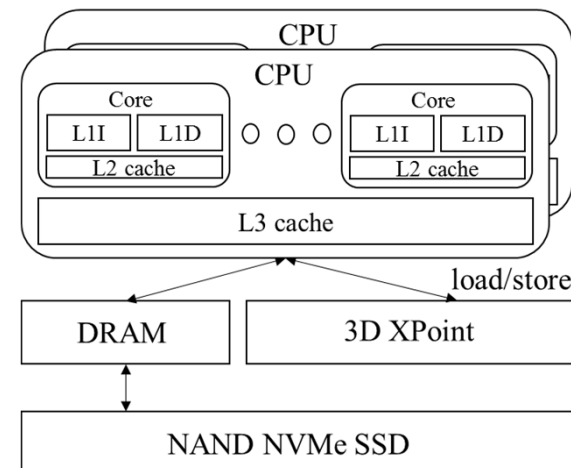 CPU
CPU
Core
Core
L1I
L1D
L1I
L1D
L2 cache
L2 cache
L3 cache
load/store
DRAM
3D XPoint
NAND NVMe SSD